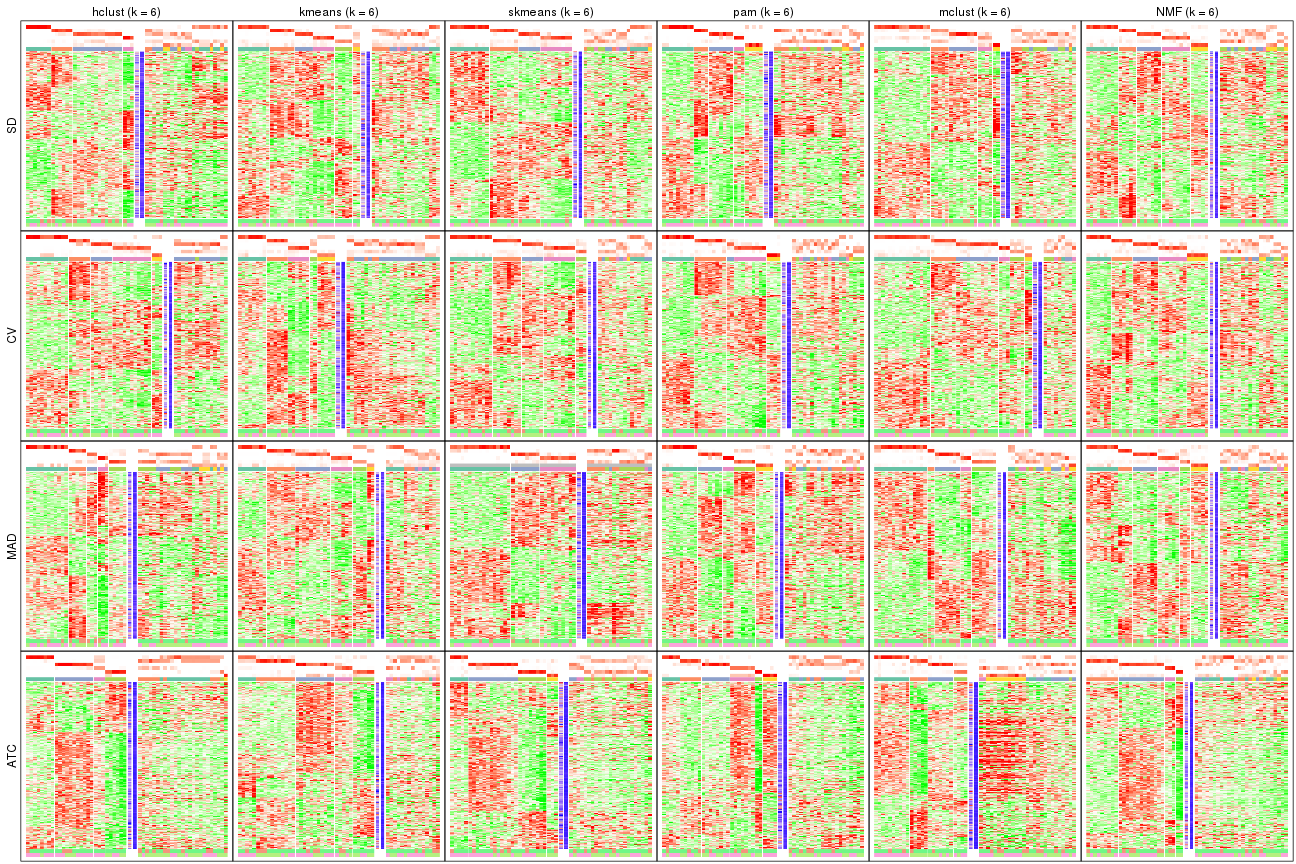 hclust (k = 6) kmeans (k = 6) skmeans (k = 6) pam (k = 6) mclust (k = 6) NMF (k = 6)
SD
CV
MAD
ATC